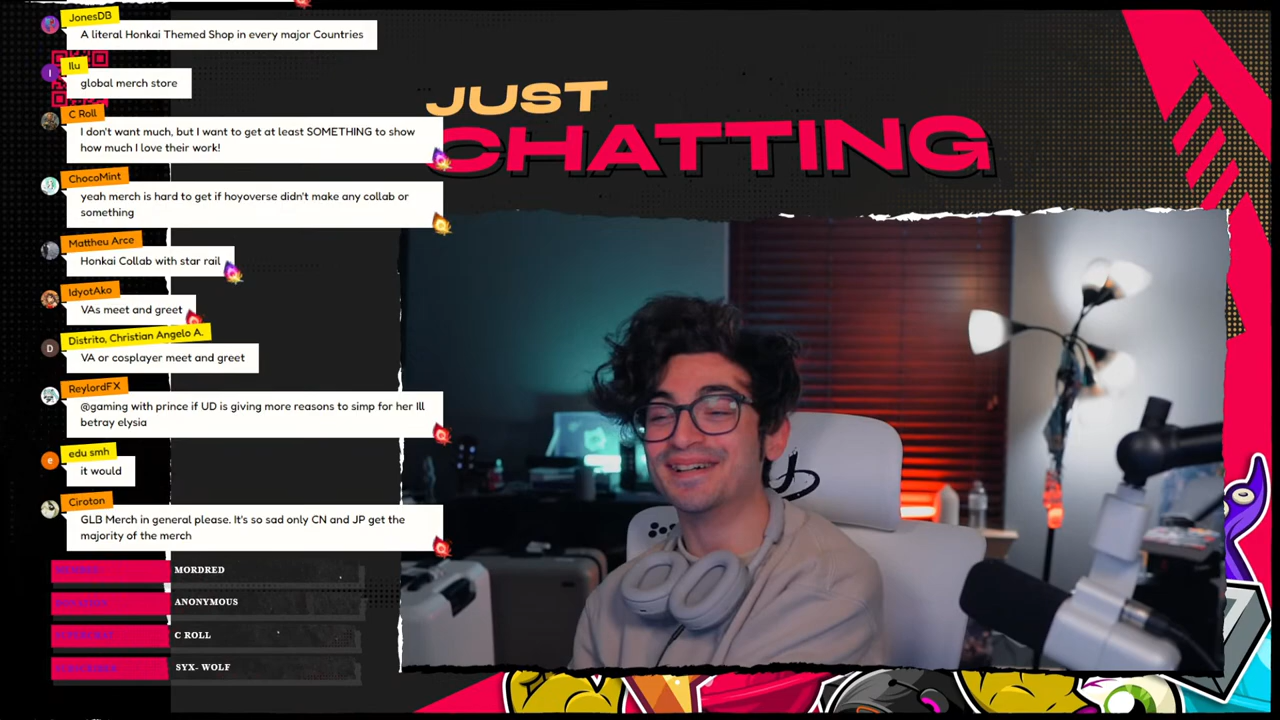 JonesDB
A literal Honkai Themed Shop in every major Countries
Ilu
global merch store
C Roll
I don't want much, but I want to get at least SOMETHING to show
how much I love their work!
ChocoMint
yeah merch is hard to get if hoyoverse didn't make any collab or
something
Mattheu Arce
Honkai Collab with star rail
IdyotAko
VAs meet and greet
Distrito, Christian Angelo A.
VA or cosplayer meet and greet
ReylordFX
@gaming with prince if UD is giving more reasons to simp for her Ill
betray elysia
edu smh
it would
Ciroton
GLB Merch in general please. It's so sad only CN and JP get the
majority of the merch
MORDRED
ANONYMOUS
C ROLL
SYX- WOLF
JUST
CHATTING